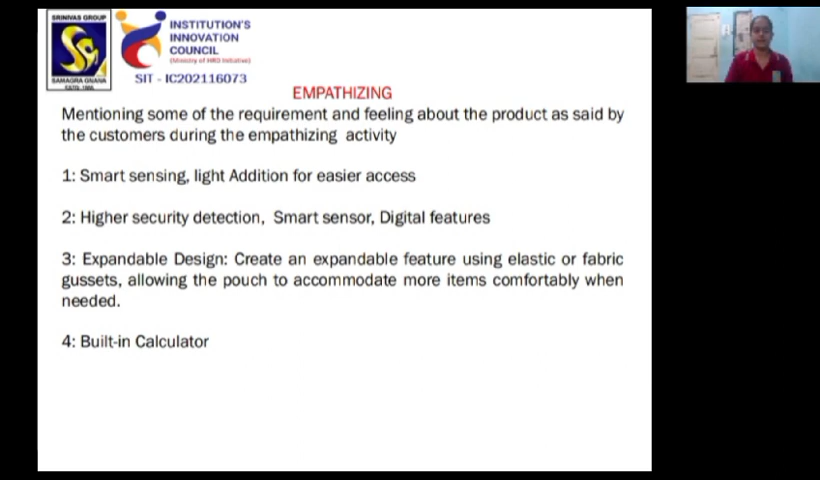 SRINIVAS GROUP
SAMAGRA GNANA
INSTITUTION'S
INNOVATION
COUNCIL
(Ministry of HRD Initiative)
SIT - IC202116073
EMPATHIZING
Mentioning some of the requirement and feeling about the product as said by
the customers during the empathizing activity
1: Smart sensing, light Addition for easier access
2: Higher security detection, Smart sensor, Digital features
3: Expandable Design: Create an expandable feature using elastic or fabric
gussets, allowing the pouch to accommodate more items comfortably when
needed.
4: Built-in Calculator